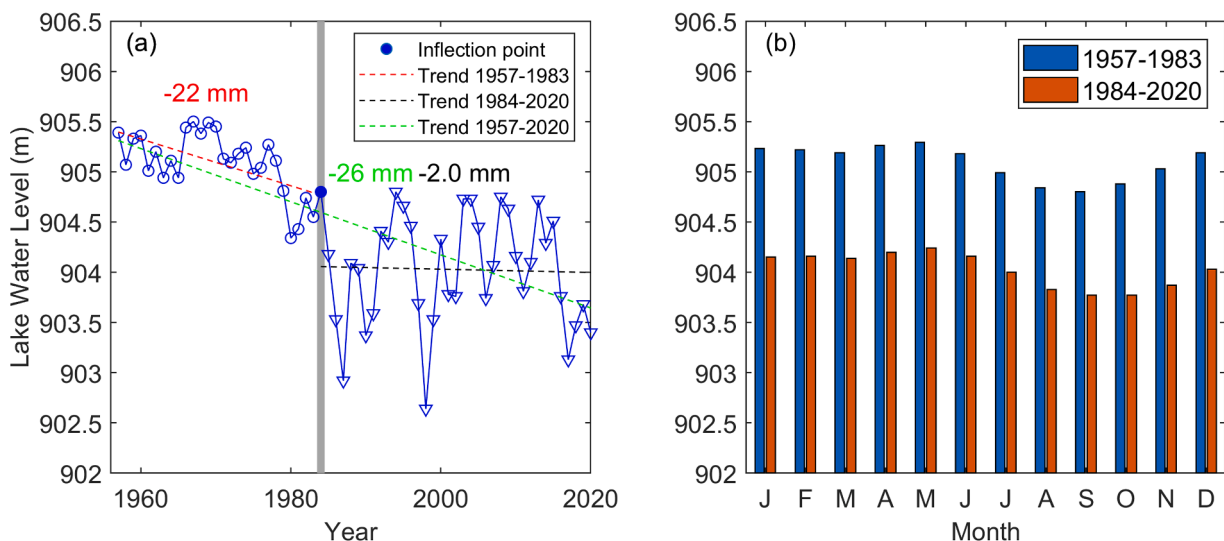 (a)
Inflection point
Trend 1957-1983
Trend 1984-2020
Trend 1957-2020
-22 mm
-26 mm -2.0 mm
906.5
906
905.5
905
904.5
904
903.5
903
902.5
902
Lake Water Level (m)
1960 1980 2000 2020
Year
(b)
1957-1983
1984-2020
906.5
906
905.5
905
904.5
904
903.5
903
902.5
902
J F M A M J J A S O N D
Month